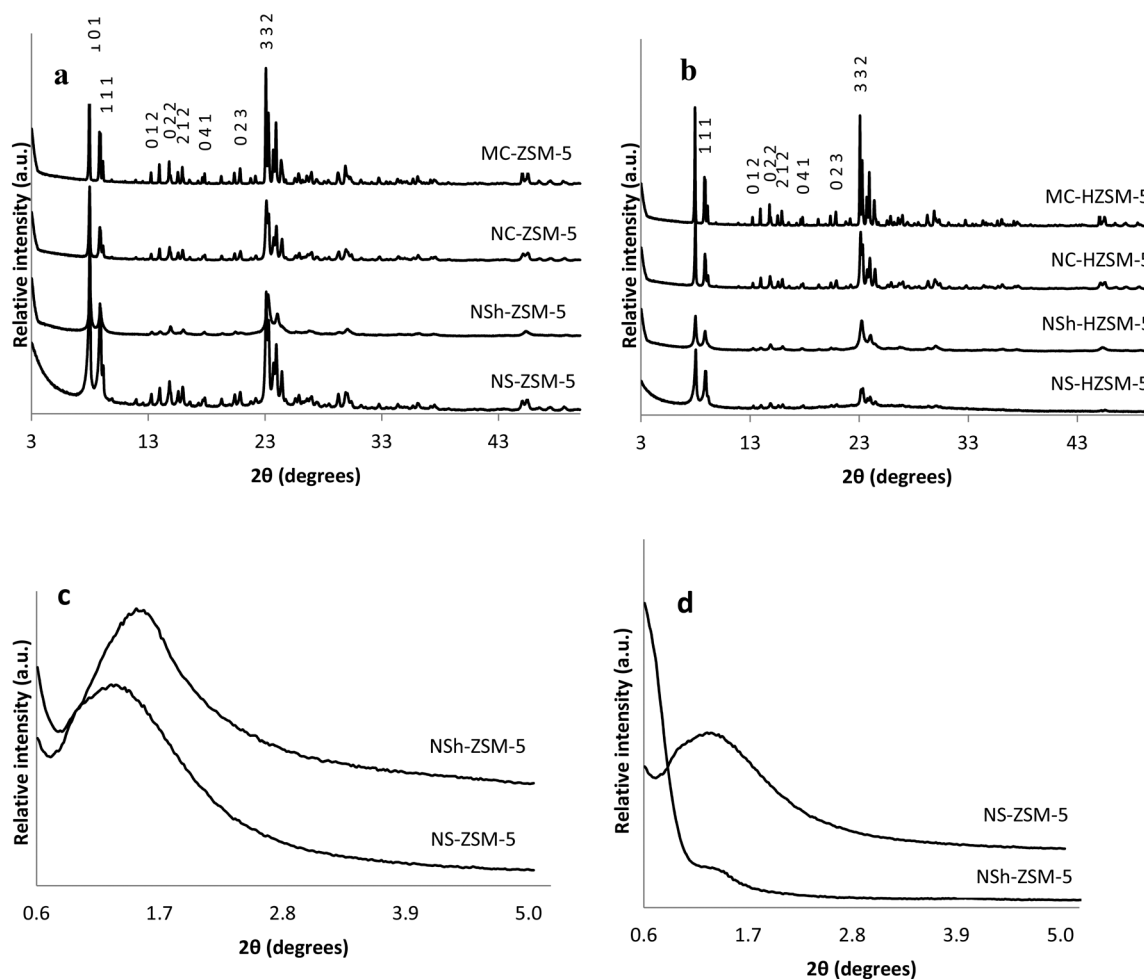 a
1 0 1
1 1 1
0 1 2
0 2 2
2 1 2
0 4 1
0 2 3
3 3 2
MC-ZSM-5
NC-ZSM-5
NSh-ZSM-5
NS-ZSM-5
Relative intensity (a.u.)
3 13 23 33 43
2θ (degrees)
b
1 1 1
0 1 2
0 2 2
2 1 2
0 4 1
0 2 3
3 3 2
MC-HZSM-5
NC-HZSM-5
NSh-HZSM-5
NS-HZSM-5
Relative intensity (a.u.)
3 13 23 33 43
2θ (degrees)
c
NSh-ZSM-5
NS-ZSM-5
Relative intensity (a.u.)
0.6 1.7 2.8 3.9 5.0
2θ (degrees)
d
NS-ZSM-5
NSh-ZSM-5
Relative intensity (a.u.)
0.6 1.7 2.8 3.9 5.0
2θ (degrees)